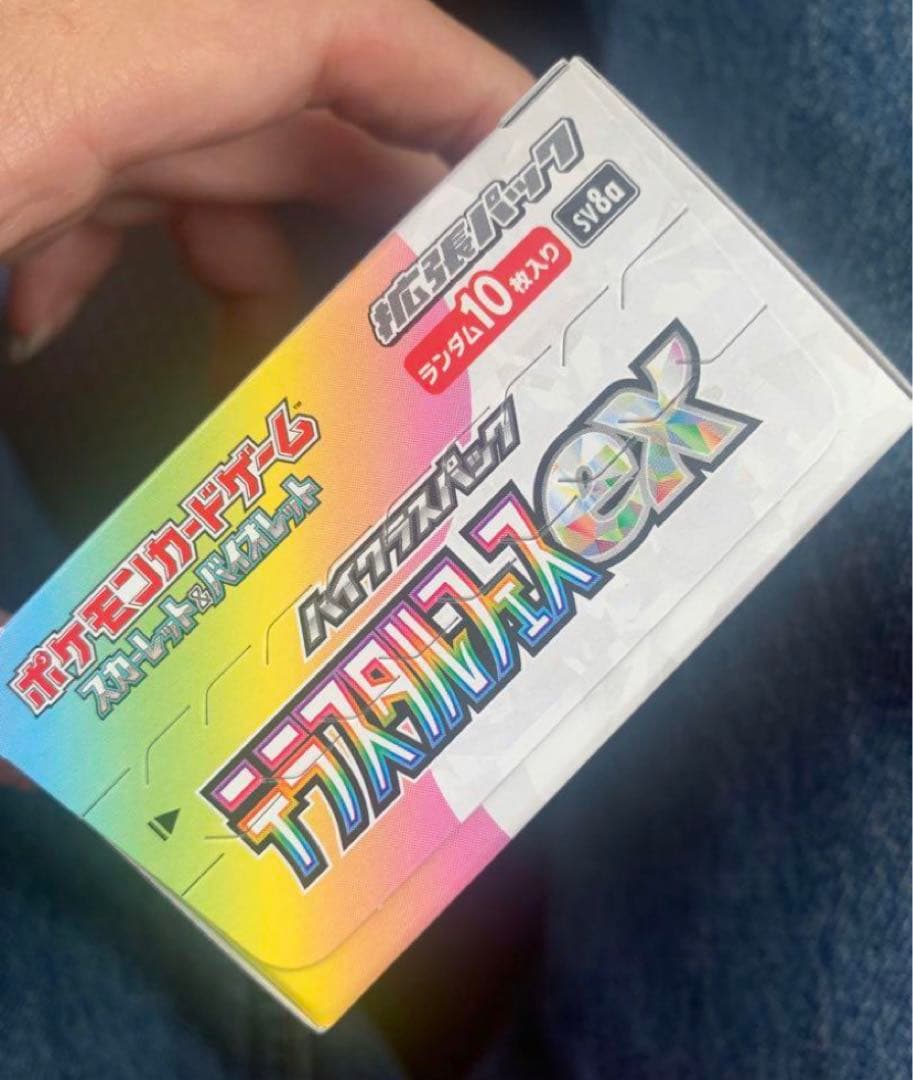 ポケモンカードゲーム™
スカーレット&バイオレット
拡張パック
ランダム10枚入り
sv8a
ハイクラスパック
テラスタルフェスex